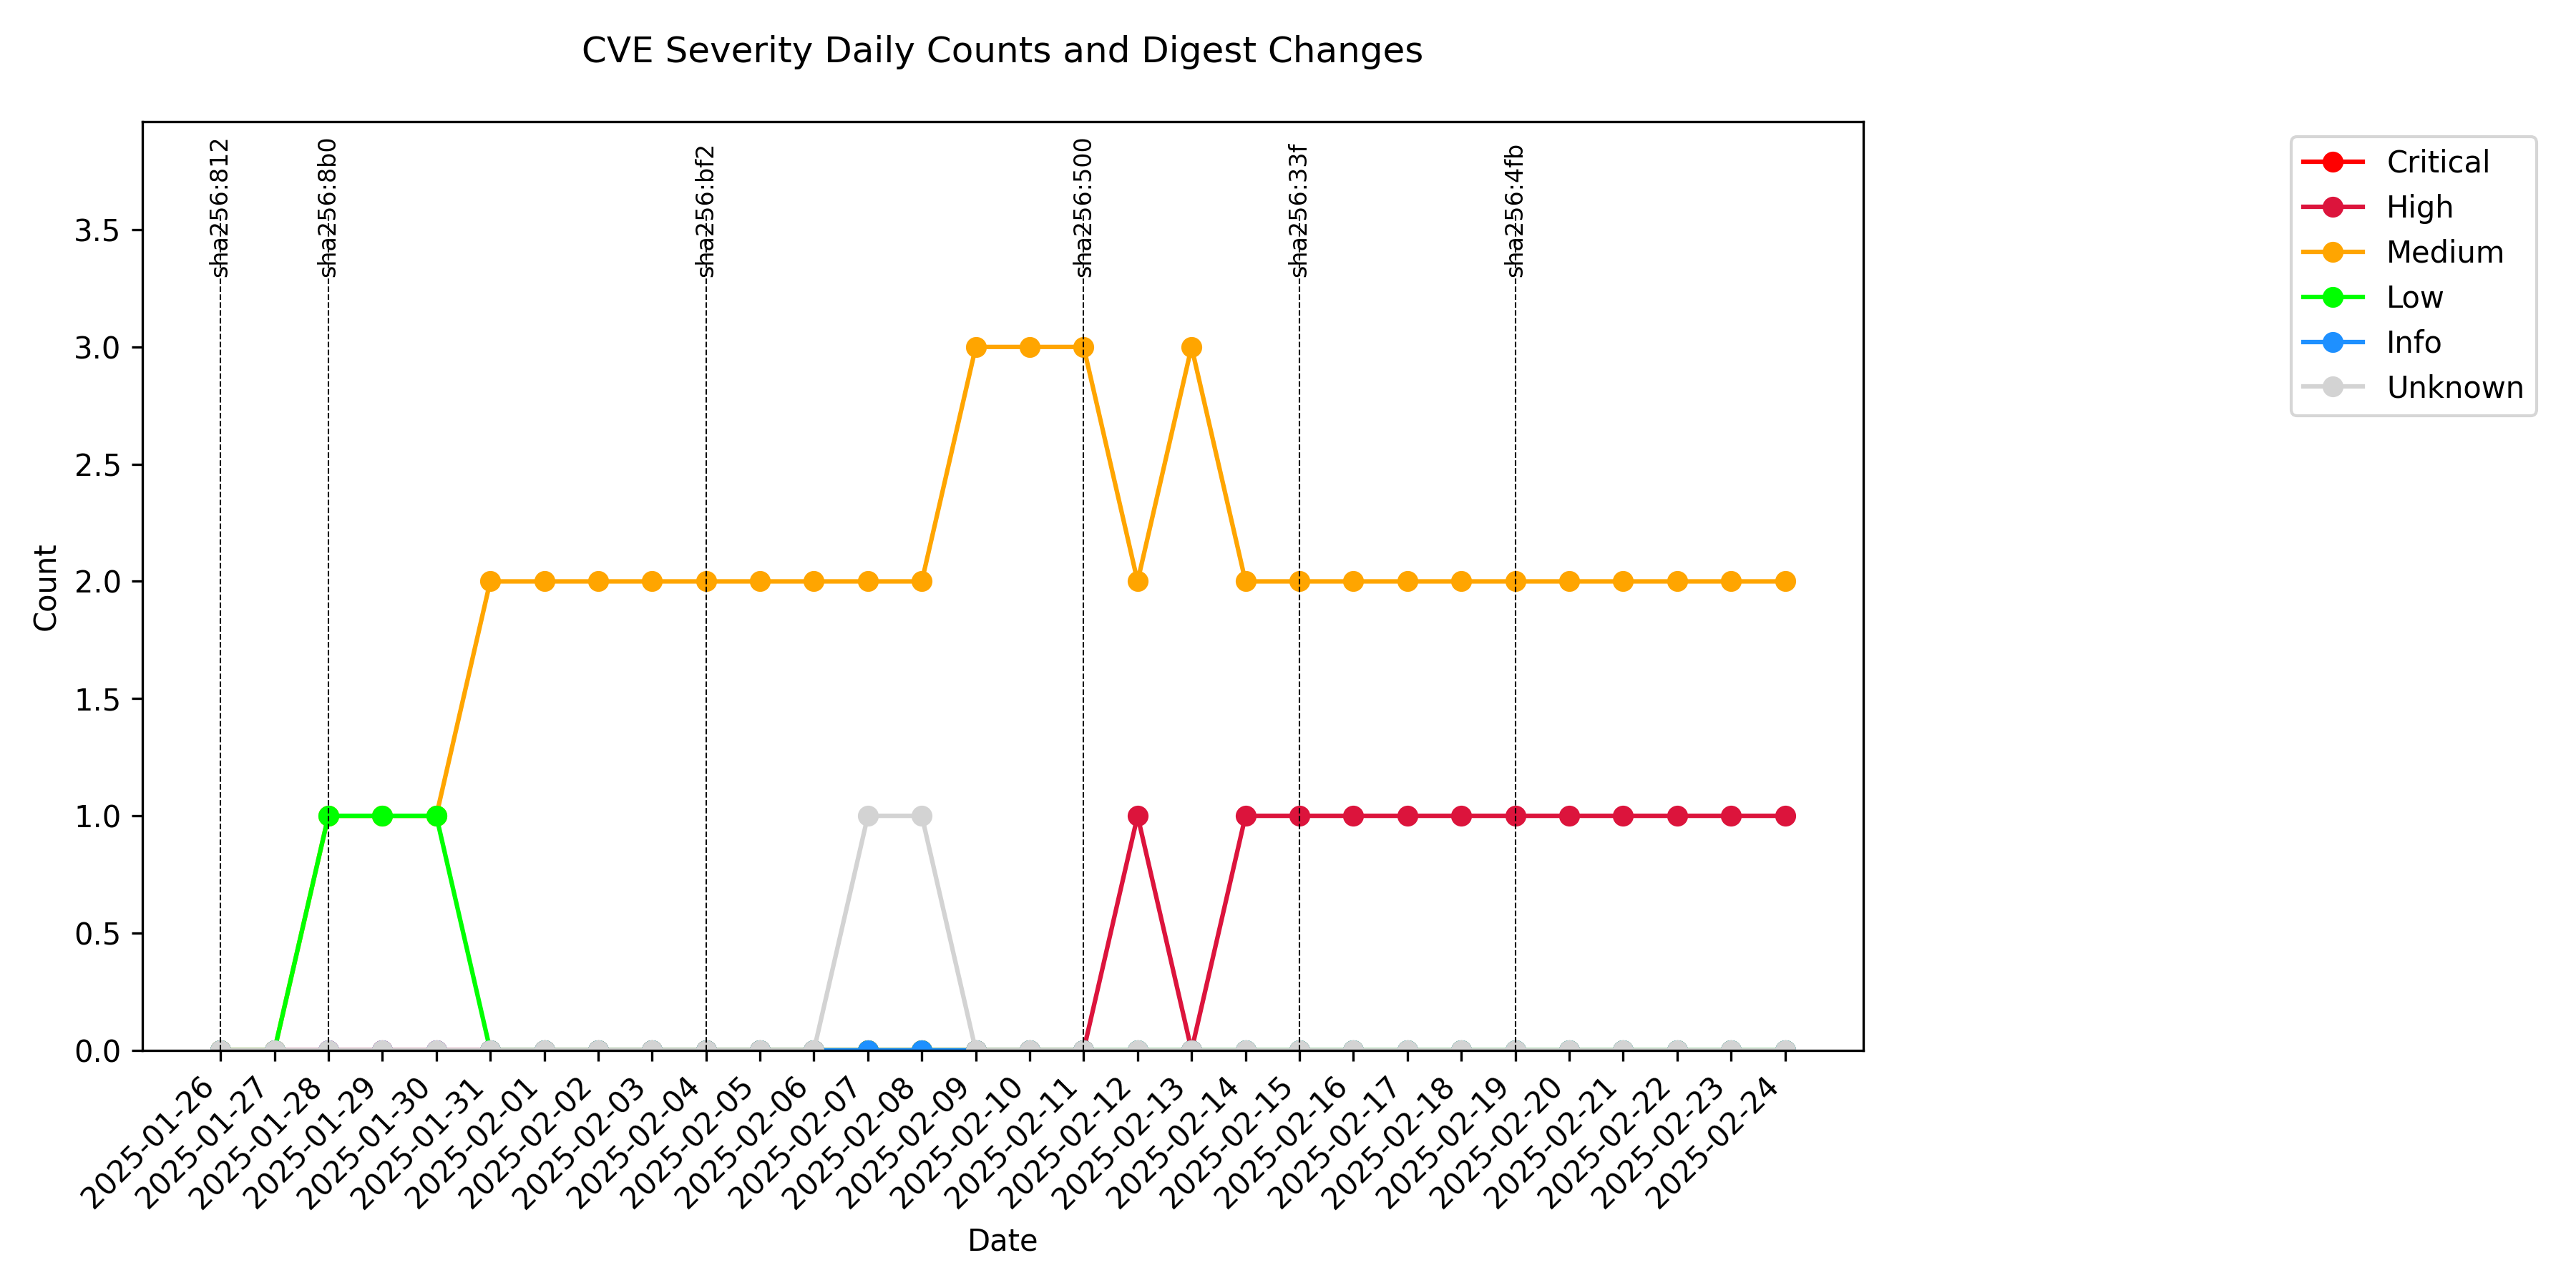 CVE Severity Daily Counts and Digest Changes
sha256:812
sha256:8b0
sha256:bf2
sha256:500
sha256:33f
sha256:4fb
Critical
High
Medium
Low
Info
Unknown
Count
3.5
3.0
2.5
2.0
1.5
1.0
0.5
0.0
2025-01-26
2025-01-27
2025-01-28
2025-01-29
2025-01-30
2025-01-31
2025-02-01
2025-02-02
2025-02-03
2025-02-04
2025-02-05
2025-02-06
2025-02-07
2025-02-08
2025-02-09
2025-02-10
2025-02-11
2025-02-12
2025-02-13
2025-02-14
2025-02-15
2025-02-16
2025-02-17
2025-02-18
2025-02-19
2025-02-20
2025-02-21
2025-02-22
2025-02-23
2025-02-24
Date